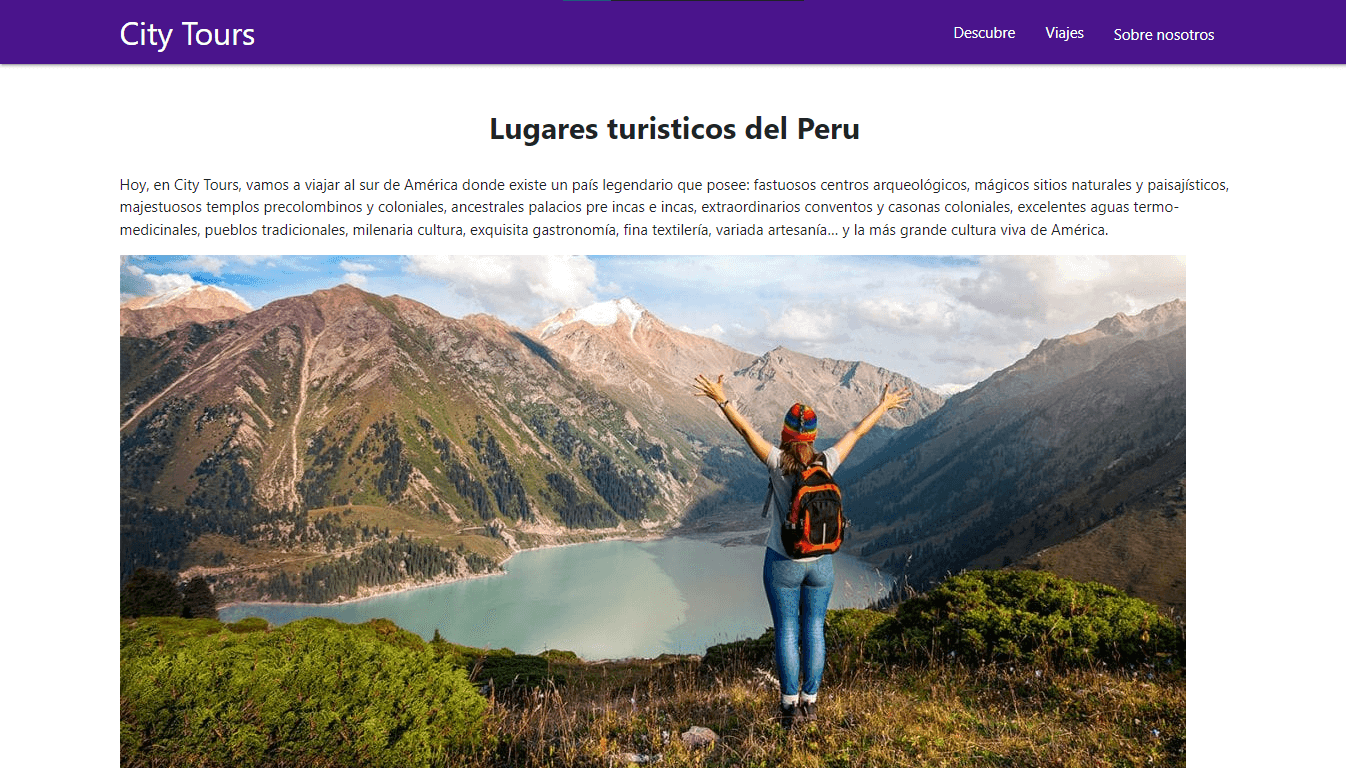 City Tours
Descubre Viajes Sobre nosotros
Lugares turisticos del Peru
Hoy, en City Tours, vamos a viajar al sur de América donde existe un país legendario que posee: fastuosos centros arqueológicos, mágicos sitios naturales y paisajísticos,
majestuosos templos precolombinos y coloniales, ancestrales palacios pre incas e incas, extraordinarios conventos y casonas coloniales, excelentes aguas termo-
medicinales, pueblos tradicionales, milenaria cultura, exquisita gastronomía, fina textilería, variada artesanía... y la más grande cultura viva de América.